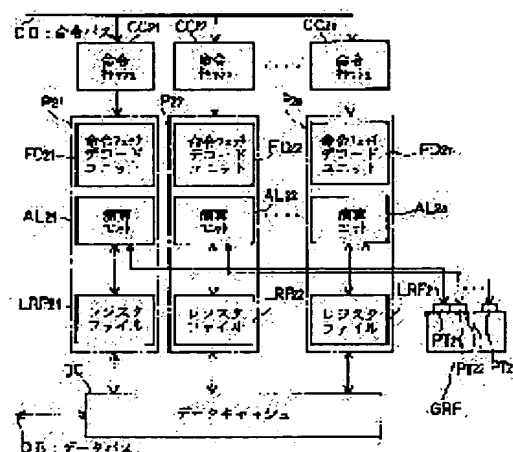 CO:命令バス
CC21
CC22
CC2n
命令
キャッシュ
命令
キャッシュ
命令
キャッシュ
P21
P22
P2n
命令フェッチ
デコード
ユニット
命令フェッチ
デコード
ユニット
命令フェッチ
デコード
ユニット
FD21
FD22
FD2n
AL21
AL22
AL2n
演算
ユニット
演算
ユニット
演算
ユニット
LRF21
LRF22
LRF21
レジスタ
ファイル
レジスタ
ファイル
レジスタ
ファイル
PT21
PT22
PT2
GRF
DC
データキャッシュ
DB:データバス